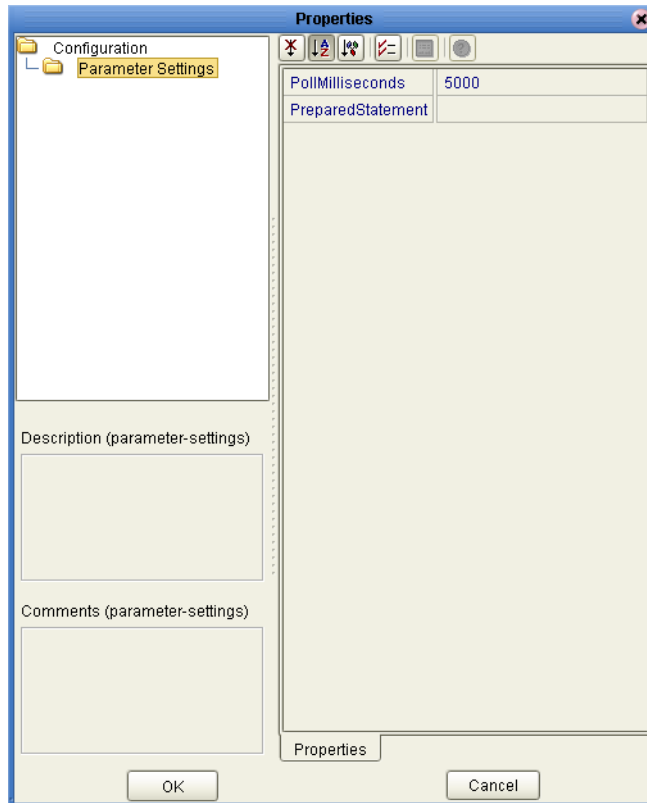 Properties
Configuration
Parameter Settings
PollMilliseconds 5000
PreparedStatement
Description (parameter-settings)
Comments (parameter-settings)
Properties
OK Cancel